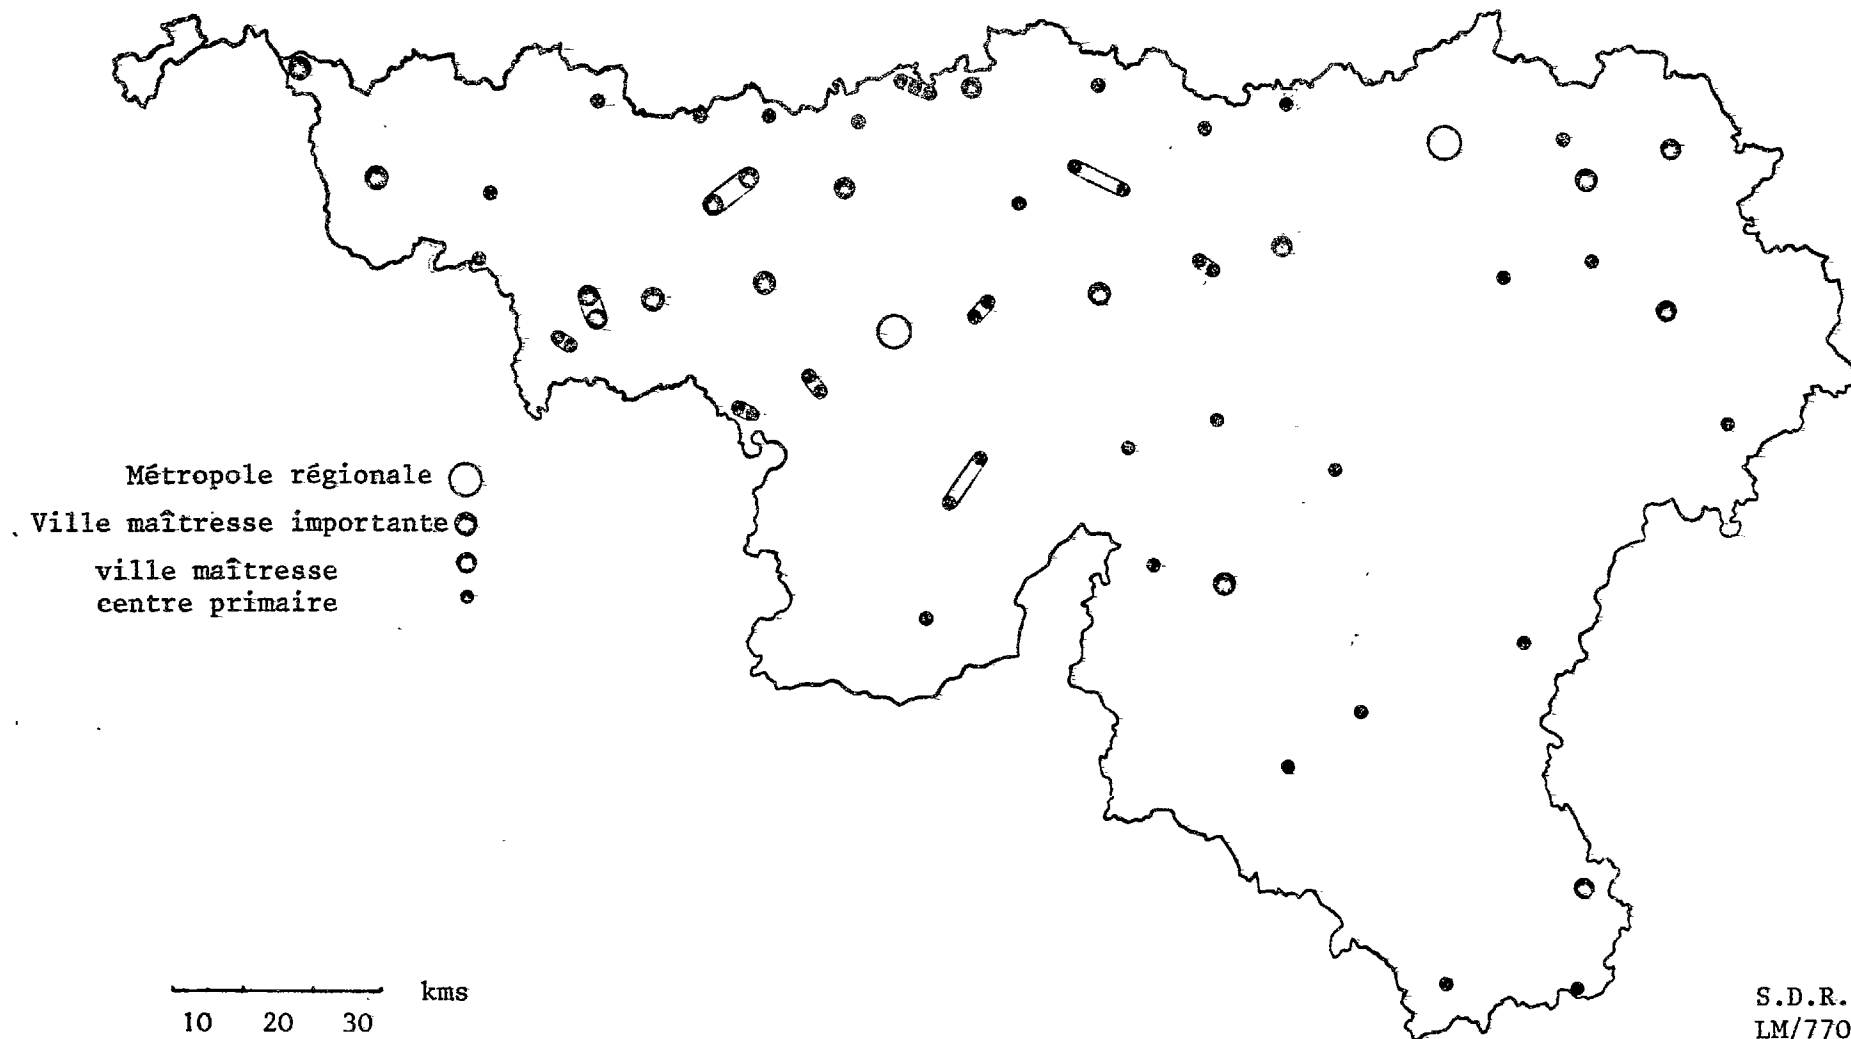 Métropole régionale
Ville maîtresse importante
ville maîtresse
centre primaire
kms
10 20 30
S.D.R.
LM/770